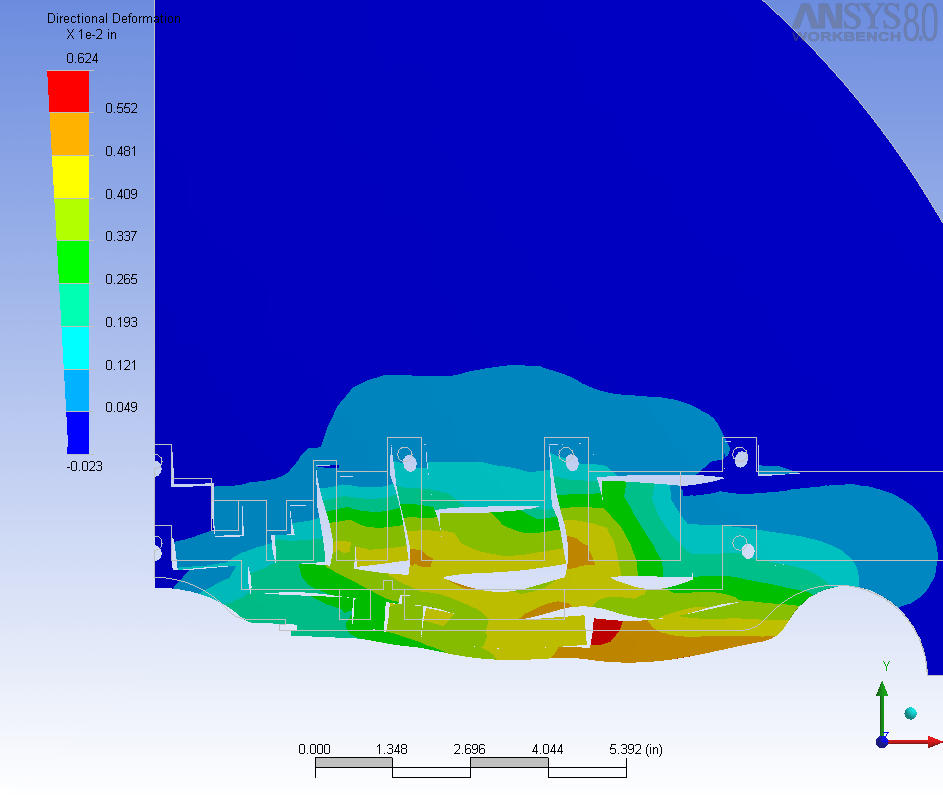 Directional Deformation
X 1e-2 in
0.624
0.552
0.481
0.409
0.337
0.265
0.193
0.121
0.049
-0.023
ANSYS 8.0
WORKBENCH
Y
Z
0.000 1.348 2.696 4.044 5.392 (in)